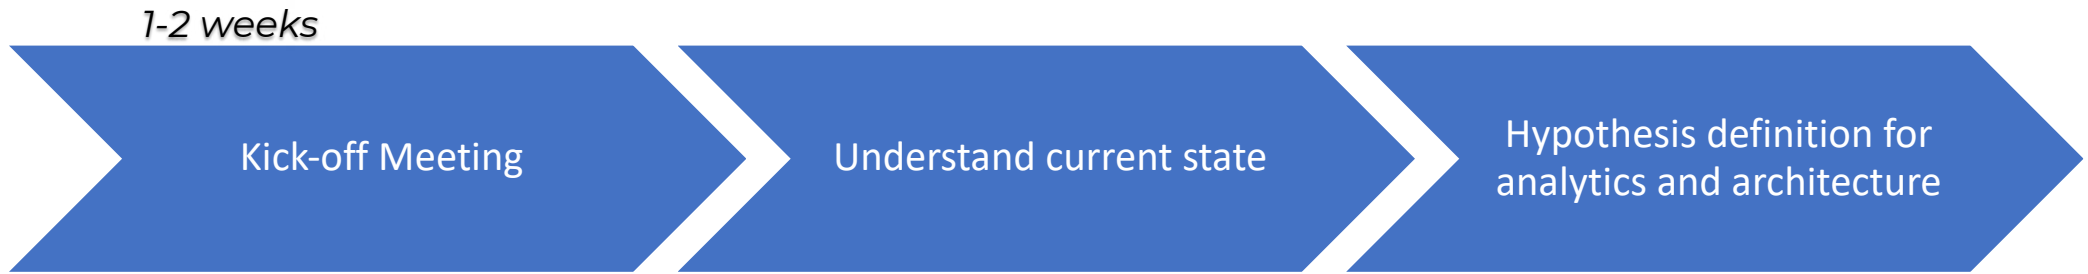 1-2 weeks
Kick-off Meeting
Understand current state
Hypothesis definition for
analytics and architecture